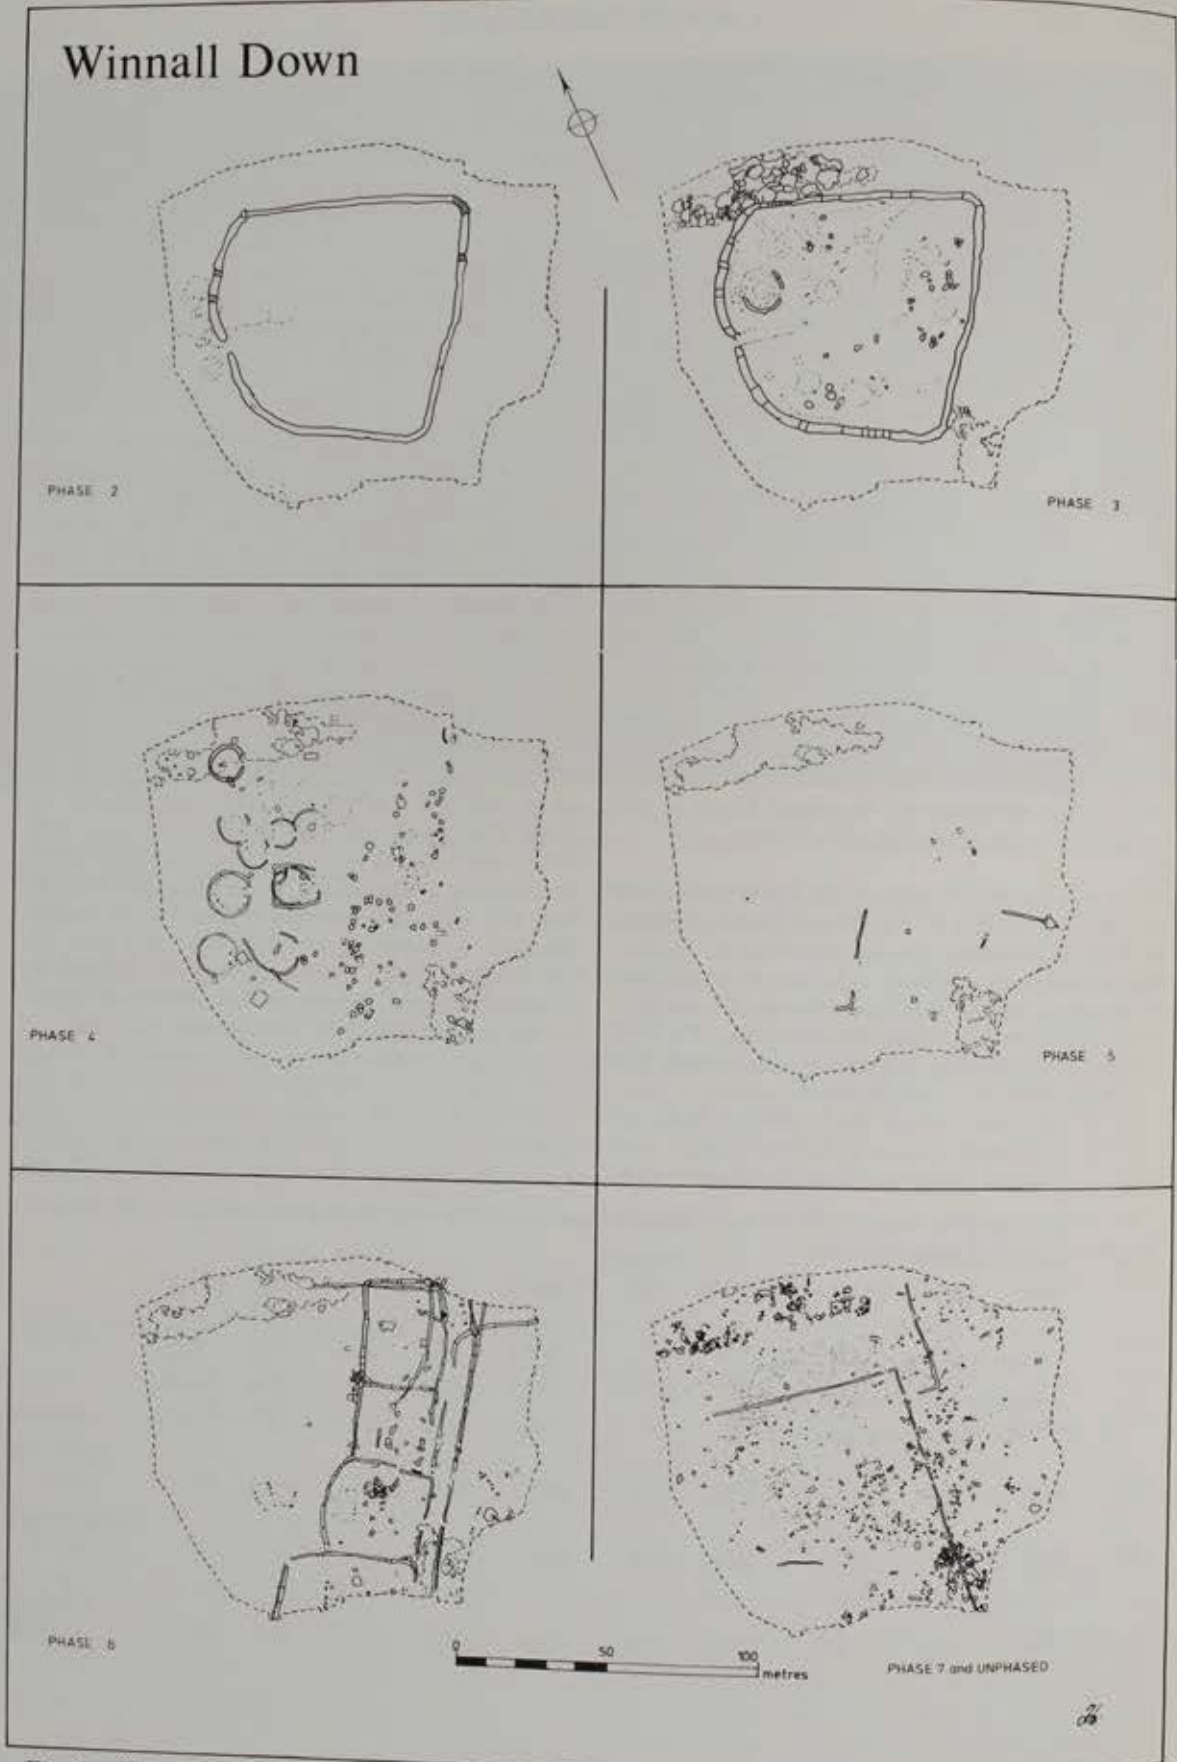 Winnall Down
PHASE 2
PHASE 3
PHASE 4
PHASE 5
PHASE 6
0 50 100
metres
PHASE 7 and UNPHASED